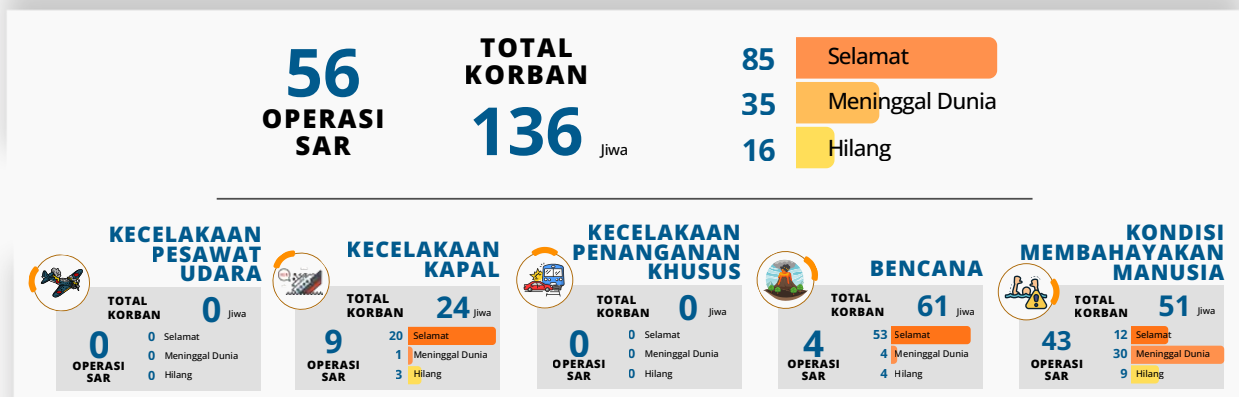 56
OPERASI
SAR
TOTAL
KORBAN
136 Jiwa
85 Selamat
35 Meninggal Dunia
16 Hilang
KECELAKAAN
PESAWAT
UDARA
TOTAL
KORBAN
0 Jiwa
0
OPERASI
SAR
0 Selamat
0 Meninggal Dunia
0 Hilang
KECELAKAAN
KAPAL
TOTAL
KORBAN
24 Jiwa
9
OPERASI
SAR
20 Selamat
1 Meninggal Dunia
3 Hilang
KECELAKAAN
PENANGANAN
KHUSUS
TOTAL
KORBAN
0 Jiwa
0
OPERASI
SAR
0 Selamat
0 Meninggal Dunia
0 Hilang
BENCANA
TOTAL
KORBAN
61 Jiwa
4
OPERASI
SAR
53 Selamat
4 Meninggal Dunia
4 Hilang
KONDISI
MEMBAHAYAKAN
MANUSIA
TOTAL
KORBAN
51 Jiwa
43
OPERASI
SAR
12 Selamat
30 Meninggal Dunia
9 Hilang